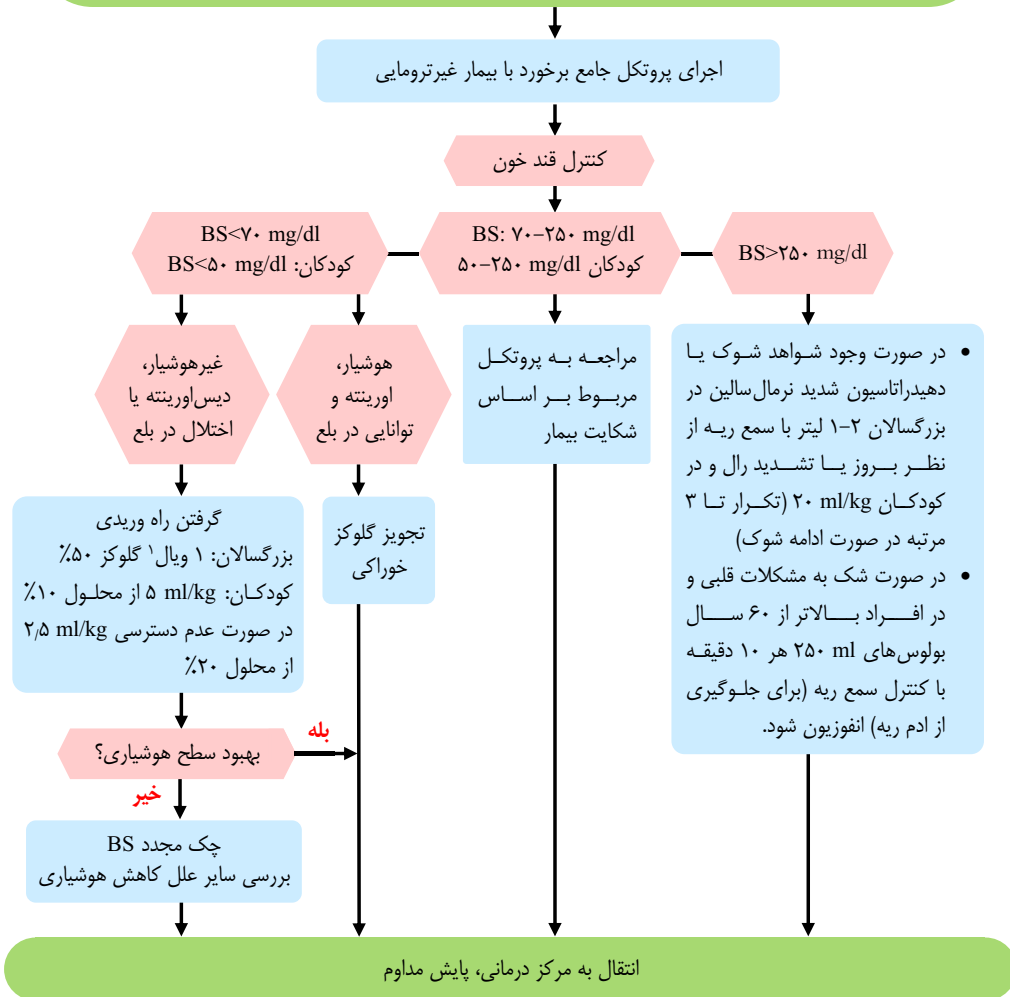 اجرای پروتکل جامع برخورد با بیمار غیرترومایی
کنترل قند خون
BS>۲۵۰ mg/dl
BS: ۷۰–۲۵۰ mg/dl
کودکان ۵۰–۲۵۰ mg/dl
BS<۷۰ mg/dl
کودکان: BS<۵۰ mg/dl
• در صورت وجود شواهد شوک یا
دهیدراتاسیون شدید نرمال‌سالین در
بزرگسالان ۲-۱ لیتر با سمع ریه از
نظر بروز یا تشدید رال و در
کودکان ۲۰ ml/kg (تکرار تا ۳
مرتبه در صورت ادامه شوک)
• در صورت شک به مشکلات قلبی و
در افراد بالاتر از ۶۰ سال
بولوس‌های ۲۵۰ ml هر ۱۰ دقیقه
با کنترل سمع ریه (برای جلوگیری
از ادم ریه) انفوزیون شود.
مراجعه به پروتکل
مربوط بر اساس
شکایت بیمار
هوشیار،
اورینته و
توانایی در بلع
غیرهوشیار،
دیس‌اورینته یا
اختلال در بلع
تجویز گلوکز
خوراکی
گرفتن راه وریدی
بزرگسالان: ۱ ویال۱ گلوکز ۵۰٪
کودکان: ۵ ml/kg از محلول ۱۰٪
در صورت عدم دسترسی ۲٫۵ ml/kg
از محلول ۲۰٪
بهبود سطح هوشیاری؟
بله
خیر
چک مجدد BS
بررسی سایر علل کاهش هوشیاری
انتقال به مرکز درمانی، پایش مداوم